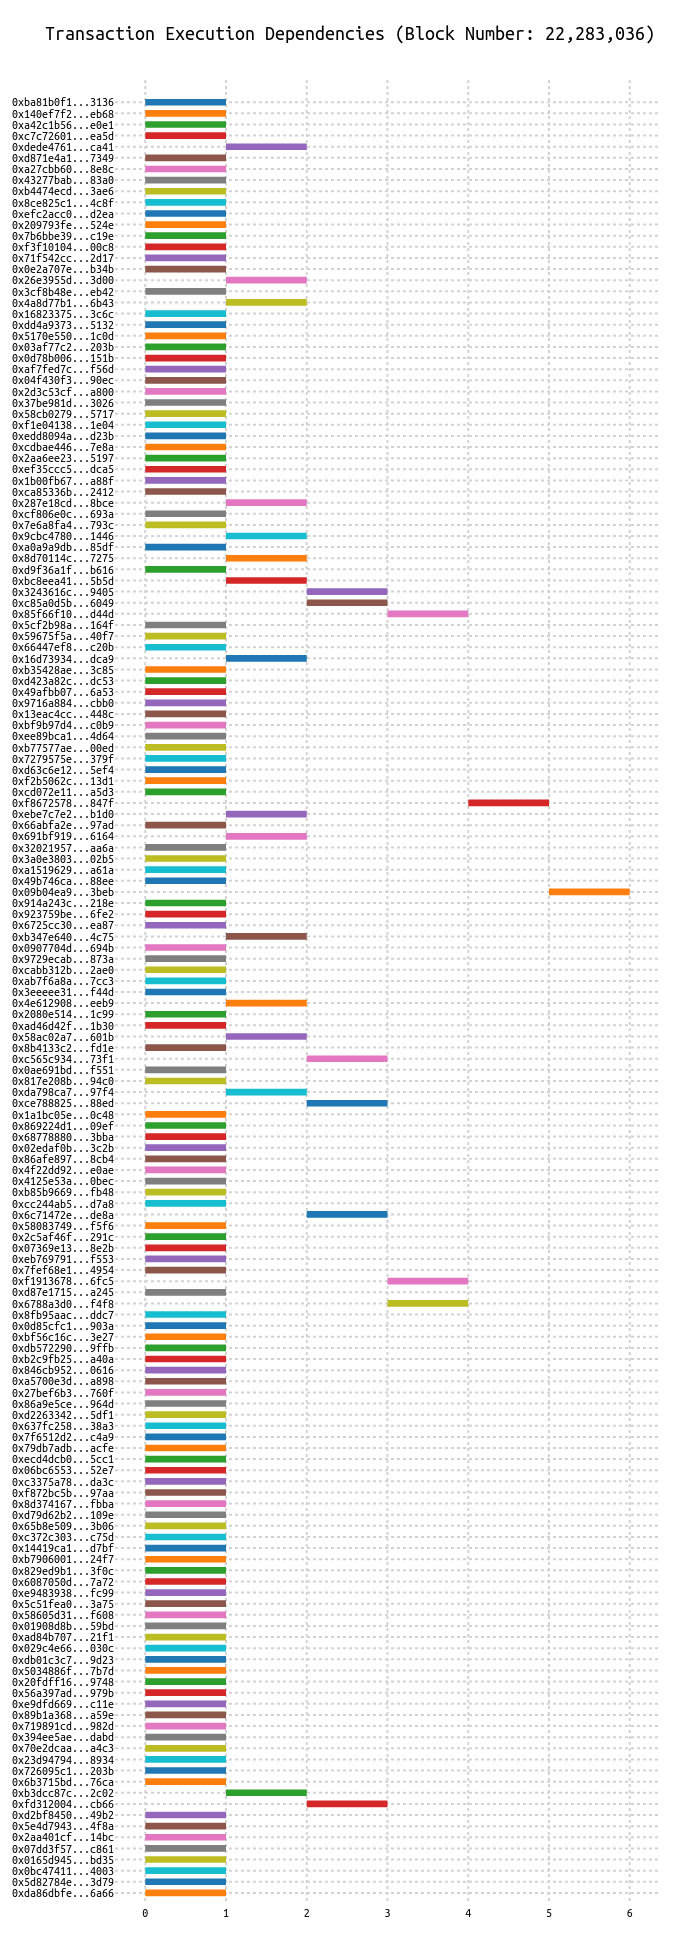 Transaction Execution Dependencies (Block Number: 22,283,036)
0xba81b0f1...3136
0x140ef7f2...eb68
0xa42c1b56...e0e1
0xc7c72601...ea5d
0xdede4761...ca41
0xd871e4a1...7349
0xa27cbb60...8e8c
0x43277bab...83a0
0xb4474ecd...3ae6
0x8ce825c1...4c8f
0xefc2acc0...d2ea
0x209793fe...524e
0x7b6bbe39...c19e
0xf3f10104...00c8
0x71f542cc...2d17
0x0e2a707e...b34b
0x26e3955d...3d00
0x3cf8b48e...eb42
0x4a8d77b1...6b43
0x16823375...3c6c
0xdd4a9373...5132
0x5170e550...1c0d
0x03af77c2...203b
0x0d78b006...151b
0xaf7fed7c...f56d
0x04f430f3...90ec
0x2d3c53cf...a800
0x37be981d...3026
0x58cb0279...5717
0xf1e04138...1e04
0xedd8094a...d23b
0xcdbae446...7e8a
0x2aa6ee23...5197
0xef35ccc5...dca5
0x1b00fb67...a88f
0xca85336b...2412
0x287e18cd...8bce
0xcf806e0c...693a
0x7e6a8fa4...793c
0x9cbc4780...1446
0xa0a9a9db...85df
0x8d70114c...7275
0xd9f36a1f...b616
0xbc8eea41...5b5d
0x3243616c...9405
0xc85a0d5b...6049
0x85f66f10...d44d
0x5cf2b98a...164f
0x59675f5a...40f7
0x66447ef8...c20b
0x16d73934...dca9
0xb35428ae...3c85
0xd423a82c...dc53
0x49afbb07...6a53
0x9716a884...cbb0
0x13eac4cc...448c
0xbf9b97d4...c0b9
0xee89bca1...4d64
0xb77577ae...00ed
0x7279575e...379f
0xd63c6e12...5ef4
0xf2b5062c...13d1
0xcd072e11...a5d3
0xf8672578...847f
0xebe7c7e2...b1d0
0x66abfa2e...97ad
0x691bf919...6164
0x32021957...aa6a
0x3a0e3803...02b5
0xa1519629...a61a
0x49b746ca...88ee
0x09b04ea9...3beb
0x914a243c...218e
0x923759be...6fe2
0x6725cc30...ea87
0xb347e640...4c75
0x0907704d...694b
0x9729ecab...873a
0xcabb312b...2ae0
0xab7f6a8a...7cc3
0x3eeeee31...f44d
0x4e612908...eeb9
0x2080e514...1c99
0xad46d42f...1b30
0x58ac02a7...601b
0x8b4133c2...fd1e
0xc565c934...73f1
0x0ae691bd...f551
0x817e208b...94c0
0xda798ca7...97f4
0xce788825...88ed
0x1a1bc05e...0c48
0x869224d1...09ef
0x68778880...3bba
0x02edaf0b...3c2b
0x86afe897...8cb4
0x4f22dd92...e0ae
0x4125e53a...0bec
0xb85b9669...fb48
0xcc244ab5...d7a8
0x6c71472e...de8a
0x58083749...f5f6
0x2c5af46f...291c
0x07369e13...8e2b
0xeb769791...f553
0x7fef68e1...4954
0xf1913678...6fc5
0xd87e1715...a245
0x6788a3d0...f4f8
0x8fb95aac...ddc7
0x0d85cfc1...903a
0xbf56c16c...3e27
0xdb572290...9ffb
0xb2c9fb25...a40a
0x846cb952...0616
0xa5700e3d...a898
0x27bef6b3...760f
0x86a9e5ce...964d
0xd2263342...5df1
0x637fc258...38a3
0x7f6512d2...c4a9
0x79db7adb...acfe
0xecd4dcb0...5cc1
0x06bc6553...52e7
0xc3375a78...da3c
0xf872bc5b...97aa
0x8d374167...fbba
0xd79d62b2...109e
0x65b8e509...3b06
0xc372c303...c75d
0x14419ca1...d7bf
0xb7906001...24f7
0x829ed9b1...3f0c
0x6087050d...7a72
0xe9483938...fc99
0x5c51fea0...3a75
0x58605d31...f608
0x01908d8b...59bd
0xad84b707...21f1
0x029c4e66...030c
0xdb01c3c7...9d23
0x5034886f...7b7d
0x20fdff16...9748
0x56a397ad...979b
0xe9dfd669...c11e
0x89b1a368...a59e
0x719891cd...982d
0x394ee5ae...dabd
0x70e2dcaa...a4c3
0x23d94794...8934
0x726095c1...203b
0x6b3715bd...76ca
0xb3dcc87c...2c02
0xfd312004...cb66
0xd2bf8450...49b2
0x5e4d7943...4f8a
0x2aa401cf...14bc
0x07dd3f57...c861
0x0165d945...bd35
0x0bc47411...4003
0x5d82784e...3d79
0xda86dbfe...6a66
0 1 2 3 4 5 6